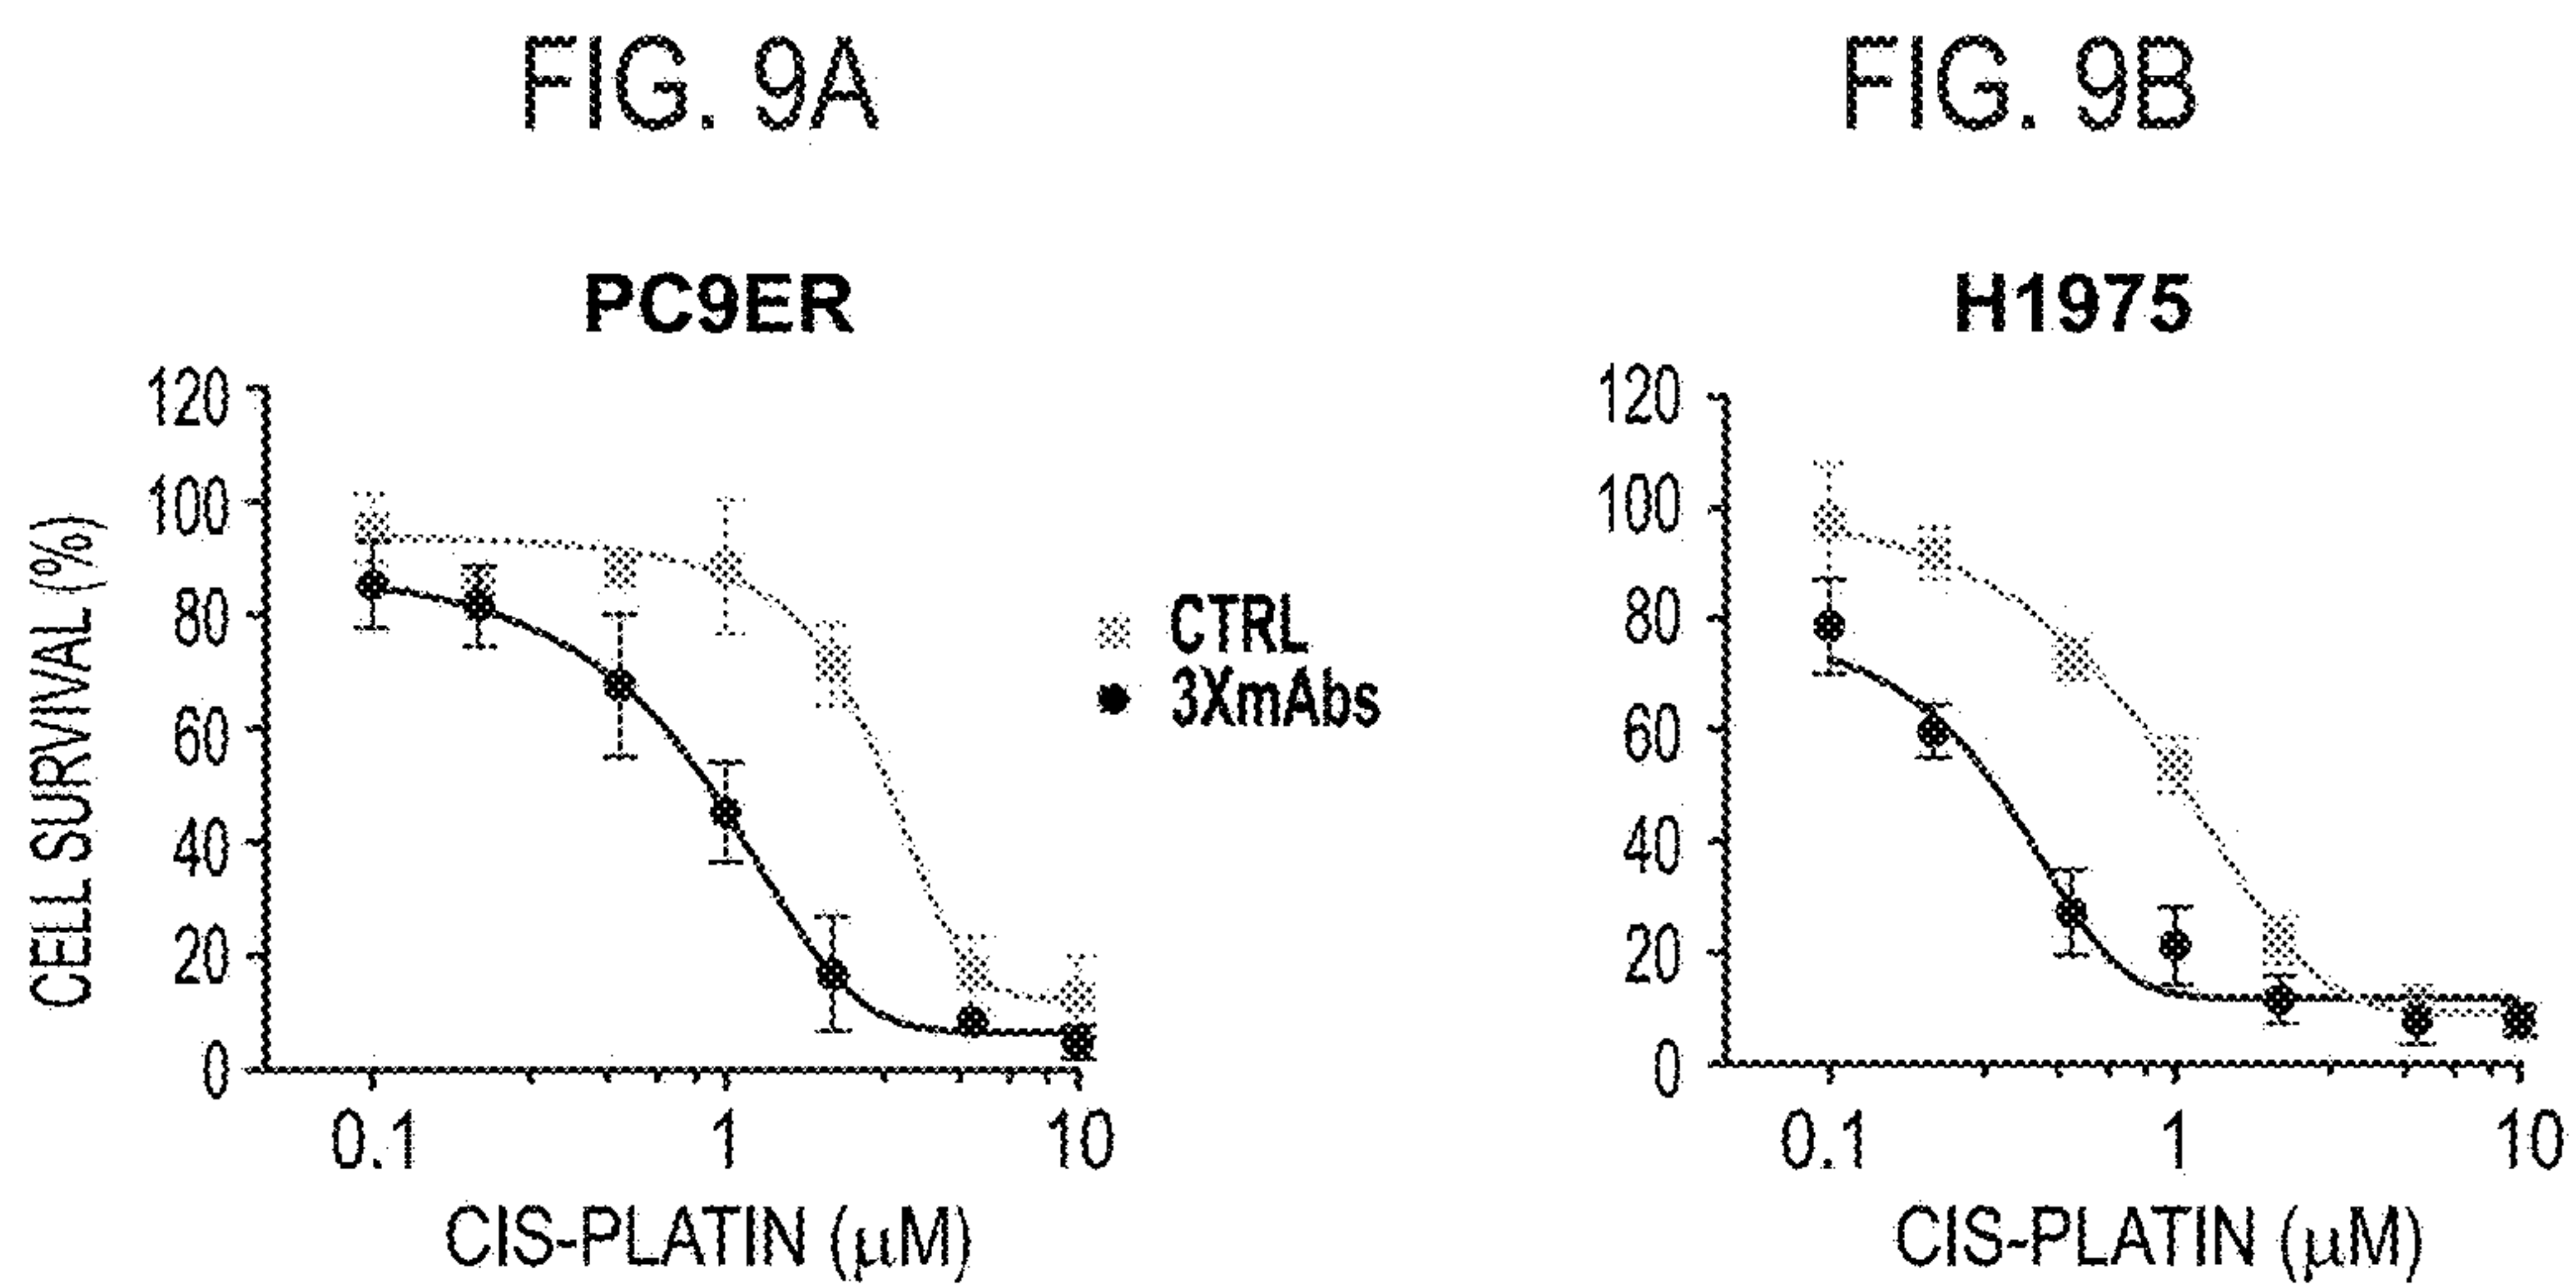 FIG. 9A
PC9ER
CELL SURVIVAL (%)
120
100
80
60
40
20
0
0.1 1 10
CIS-PLATIN (μM)
CTRL
3XmAbs
FIG. 9B
H1975
120
100
80
60
40
20
0
0.1 1 10
CIS-PLATIN (μM)